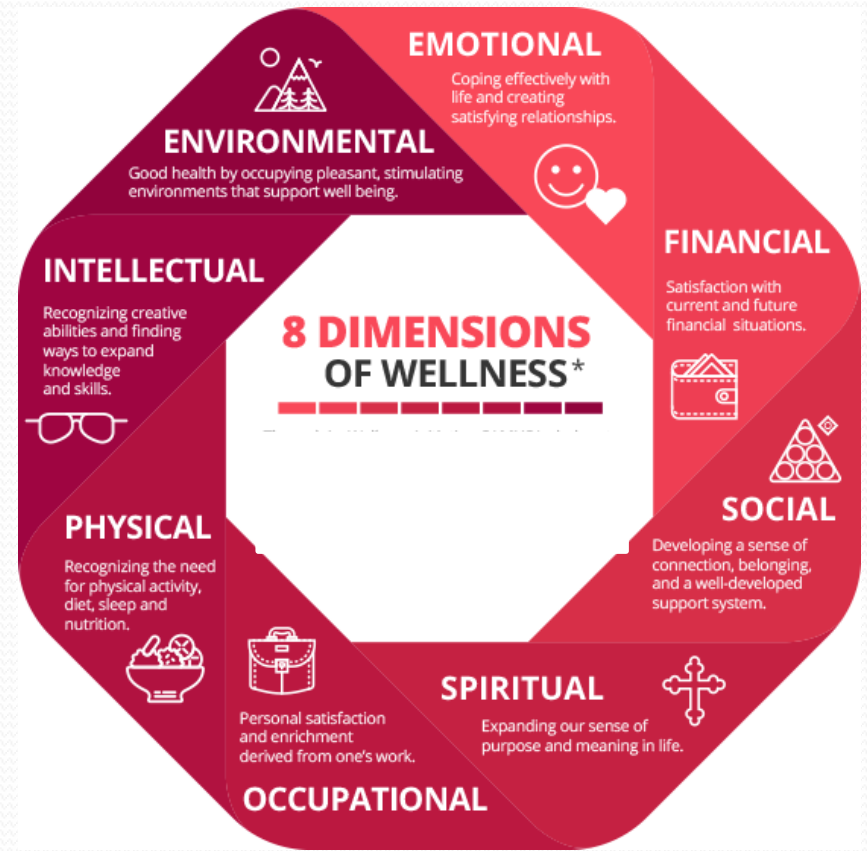 EMOTIONAL
Coping effectively with
life and creating
satisfying relationships.
ENVIRONMENTAL
Good health by occupying pleasant, stimulating
environments that support well being.
FINANCIAL
Satisfaction with
current and future
financial situations.
INTELLECTUAL
Recognizing creative
abilities and finding
ways to expand
knowledge
and skills.
8 DIMENSIONS
OF WELLNESS*
SOCIAL
Developing a sense of
connection, belonging,
and a well-developed
support system.
PHYSICAL
Recognizing the need
for physical activity,
diet, sleep and
nutrition.
SPIRITUAL
Expanding our sense of
purpose and meaning in life.
Personal satisfaction
and enrichment
derived from one's work.
OCCUPATIONAL